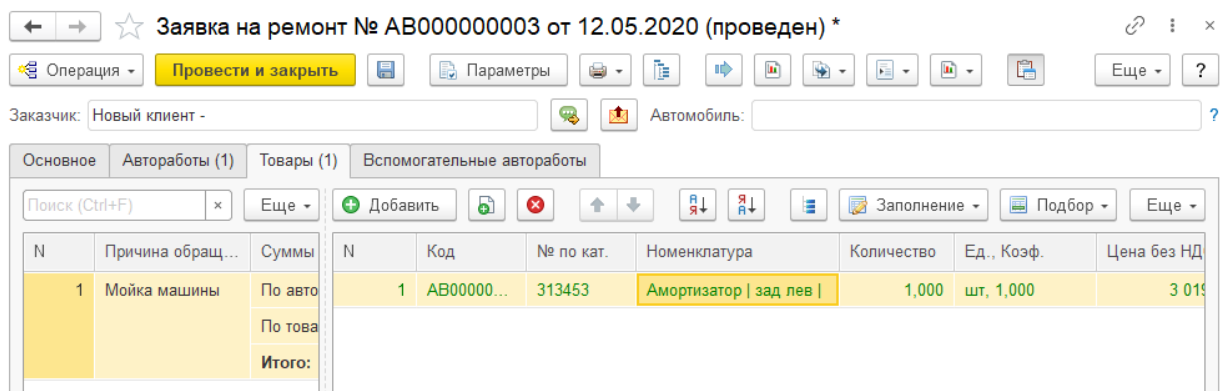 Заявка на ремонт № АВ000000003 от 12.05.2020 (проведен) *
Операция Провести и закрыть Параметры Еще ?
Заказчик: Новый клиент - Автомобиль: ?
Основное Автоработы (1) Товары (1) Вспомогательные автоработы
Поиск (Ctrl+F) × Еще Добавить Заполнение Подбор Еще
N Причина обращ... Суммы N Код № по кат. Номенклатура Количество Ед., Коэф. Цена без НД
1 Мойка машины По авто 1 АВ00000... 313453 Амортизатор | зад лев | 1,000 шт, 1,000 3 019
По това
Итого: